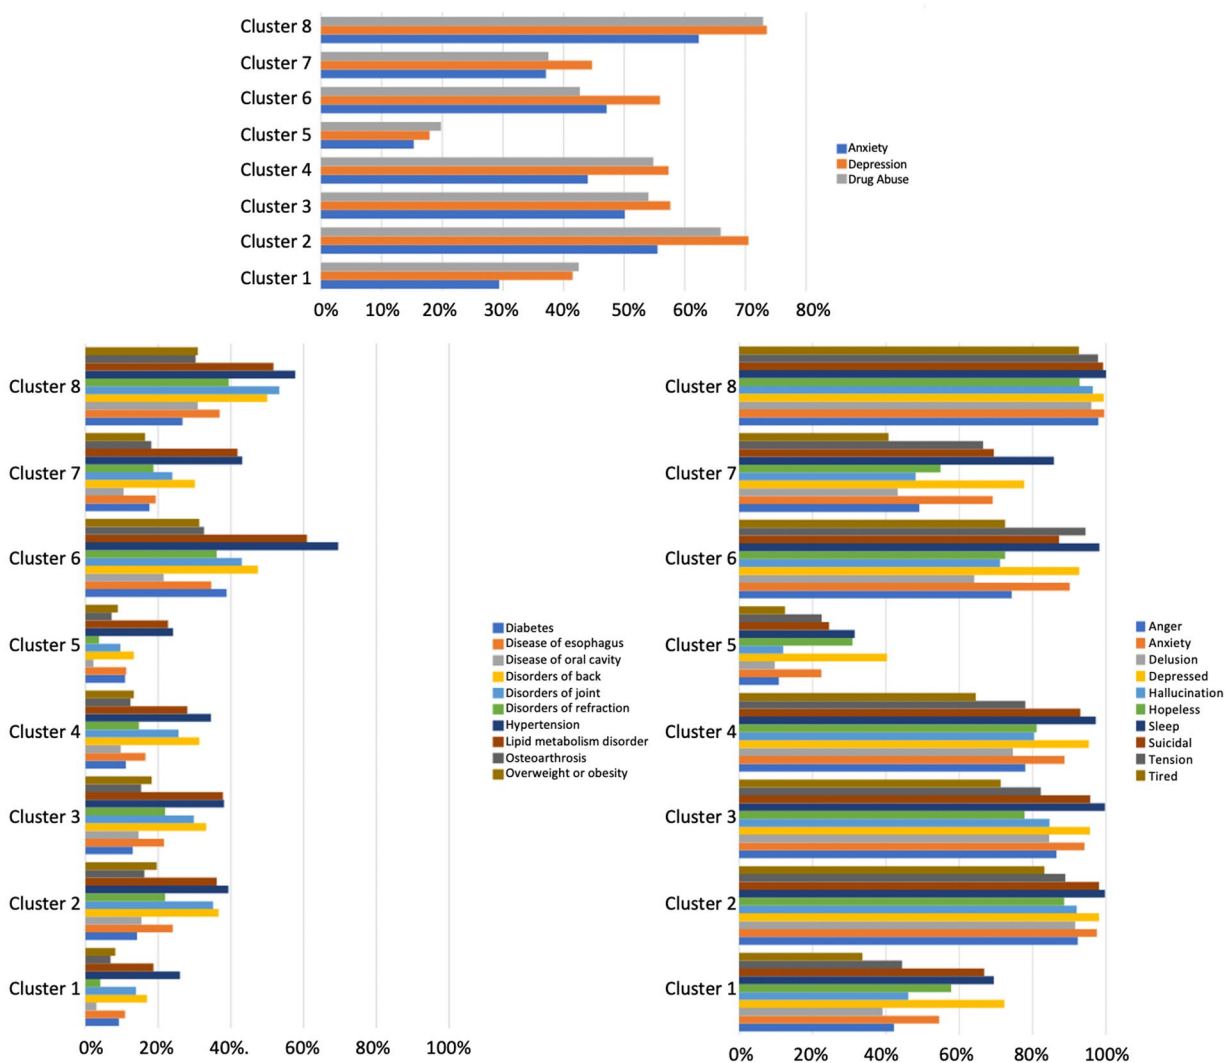 Cluster 8
Cluster 7
Cluster 6
Cluster 5
Cluster 4
Cluster 3
Cluster 2
Cluster 1
0% 10% 20% 30% 40% 50% 60% 70% 80%
Anxiety
Depression
Drug Abuse
Cluster 8
Cluster 7
Cluster 6
Cluster 5
Cluster 4
Cluster 3
Cluster 2
Cluster 1
0% 20% 40%. 60% 80% 100%
Diabetes
Disease of esophagus
Disease of oral cavity
Disorders of back
Disorders of joint
Disorders of refraction
Hypertension
Lipid metabolism disorder
Osteoarthrosis
Overweight or obesity
Cluster 8
Cluster 7
Cluster 6
Cluster 5
Cluster 4
Cluster 3
Cluster 2
Cluster 1
0% 20% 40% 60% 80% 100%
Anger
Anxiety
Delusion
Depressed
Hallucination
Hopeless
Sleep
Suicidal
Tension
Tired